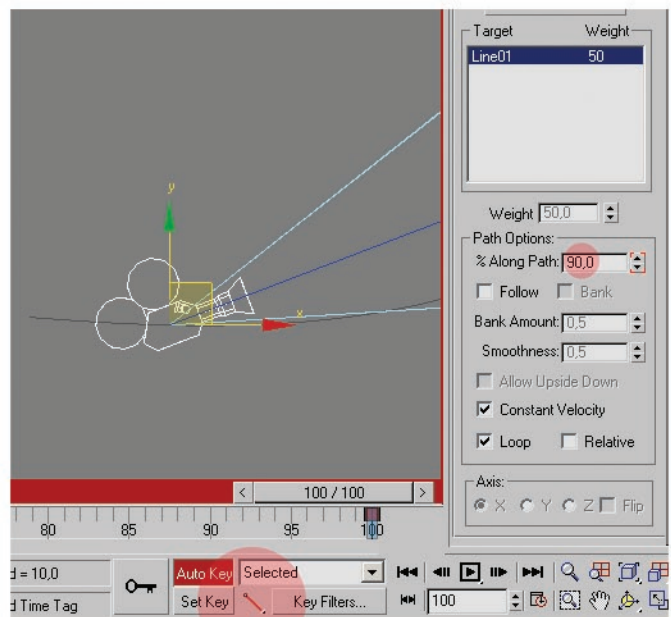 Target Weight
Line01 50
Weight 50,0
Path Options:
% Along Path: 90,0
Follow Bank
Bank Amount: 0,5
Smoothness: 0,5
Allow Upside Down
Constant Velocity
Loop Relative
Axis:
X Y Z Flip
y
x
< 100 / 100 >
80 85 90 95 100
d = 10,0
Auto Key Selected
d Time Tag
Set Key Key Filters...
100